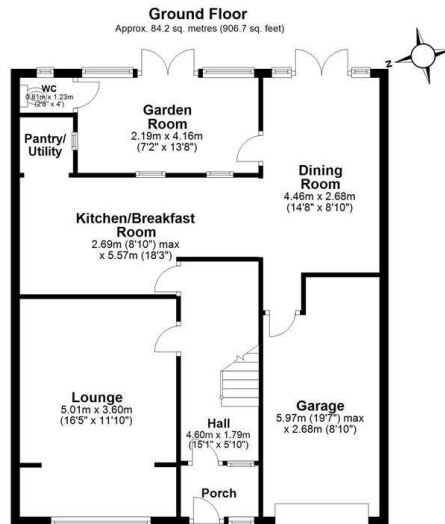 Ground Floor
Approx. 84.2 sq. metres (906.7 sq. feet)
N
WC
0.81m x 1.23m
(2'8" x 4')
Garden
Room
2.19m x 4.16m
(7'2" x 13'8")
Pantry/
Utility
Dining
Room
4.46m x 2.68m
(14'8" x 8'10")
Kitchen/Breakfast
Room
2.69m (8'10") max
x 5.57m (18'3")
Lounge
5.01m x 3.60m
(16'5" x 11'10")
Hall
4.60m x 1.79m
(15'1" x 5'10")
Garage
5.97m (19'7") max
x 2.68m (8'10")
Porch